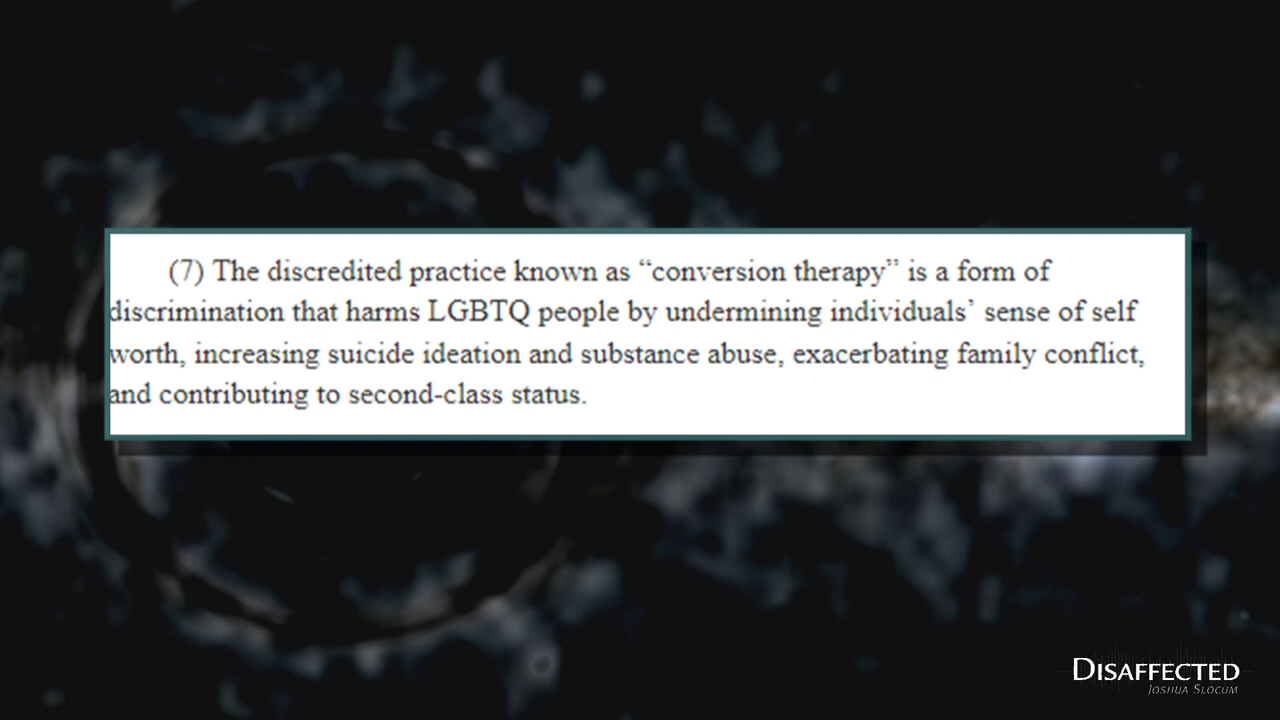 (7) The discredited practice known as “conversion therapy” is a form of
discrimination that harms LGBTQ people by undermining individuals’ sense of self
worth, increasing suicide ideation and substance abuse, exacerbating family conflict,
and contributing to second-class status.
DISAFFECTED
JOSHUA SLOCUM